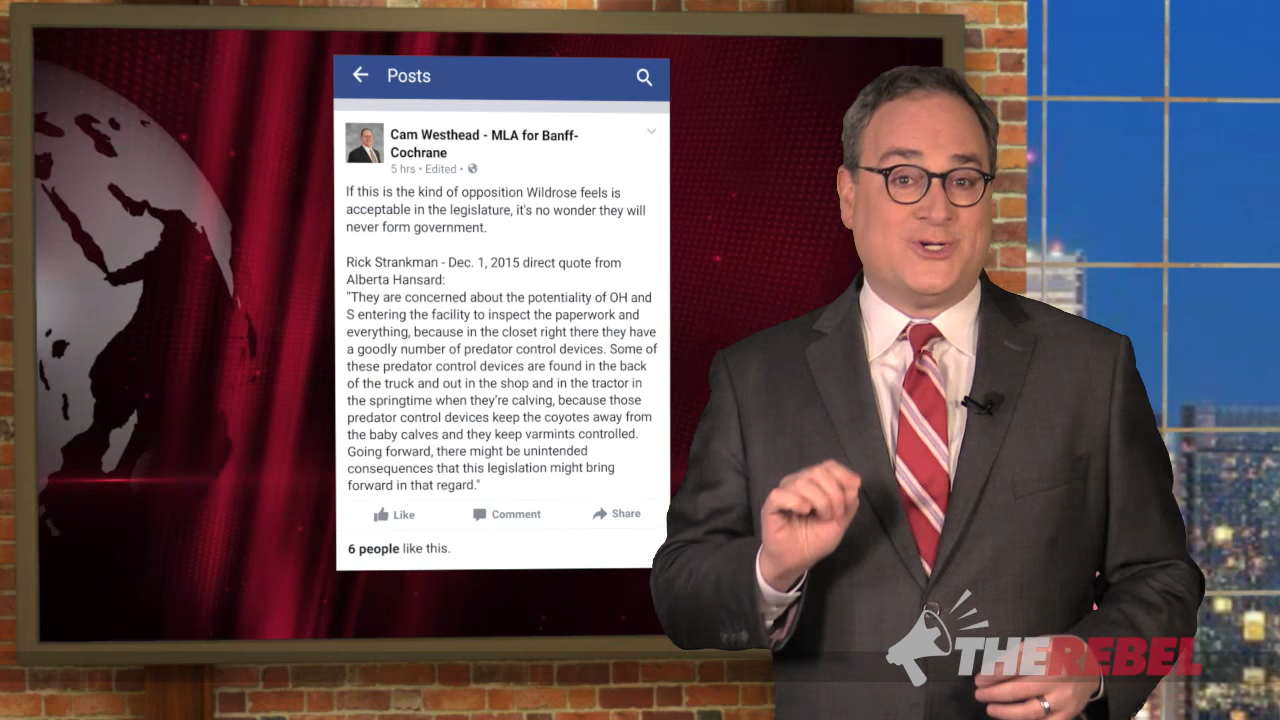 Posts
Cam Westhead - MLA for Banff-
Cochrane
5 hrs • Edited •
If this is the kind of opposition Wildrose feels is
acceptable in the legislature, it's no wonder they will
never form government.
Rick Strankman - Dec. 1, 2015 direct quote from
Alberta Hansard:
"They are concerned about the potentiality of OH and
S entering the facility to inspect the paperwork and
everything, because in the closet right there they have
a goodly number of predator control devices. Some of
these predator control devices are found in the back
of the truck and out in the shop and in the tractor in
the springtime when they're calving, because those
predator control devices keep the coyotes away from
the baby calves and they keep varmints controlled.
Going forward, there might be unintended
consequences that this legislation might bring
forward in that regard."
Like Comment Share
6 people like this.
THEREBEL